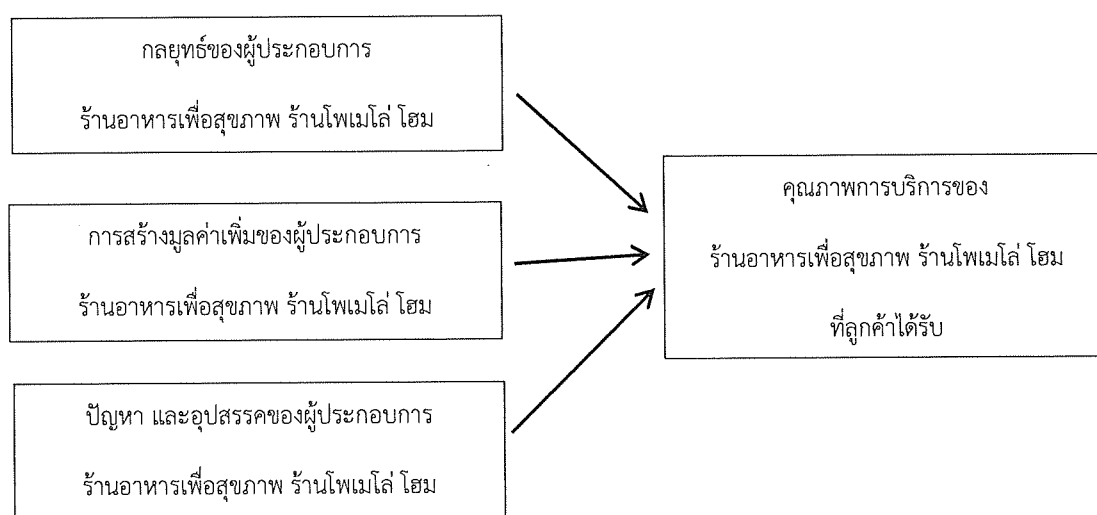 กลยุทธ์ของผู้ประกอบการ
ร้านอาหารเพื่อสุขภาพ ร้านโพเมโล่ โฮม
การสร้างมูลค่าเพิ่มของผู้ประกอบการ
ร้านอาหารเพื่อสุขภาพ ร้านโพเมโล่ โฮม
ปัญหา และอุปสรรคของผู้ประกอบการ
ร้านอาหารเพื่อสุขภาพ ร้านโพเมโล่ โฮม
คุณภาพการบริการของ
ร้านอาหารเพื่อสุขภาพ ร้านโพเมโล่ โฮม
ที่ลูกค้าได้รับ